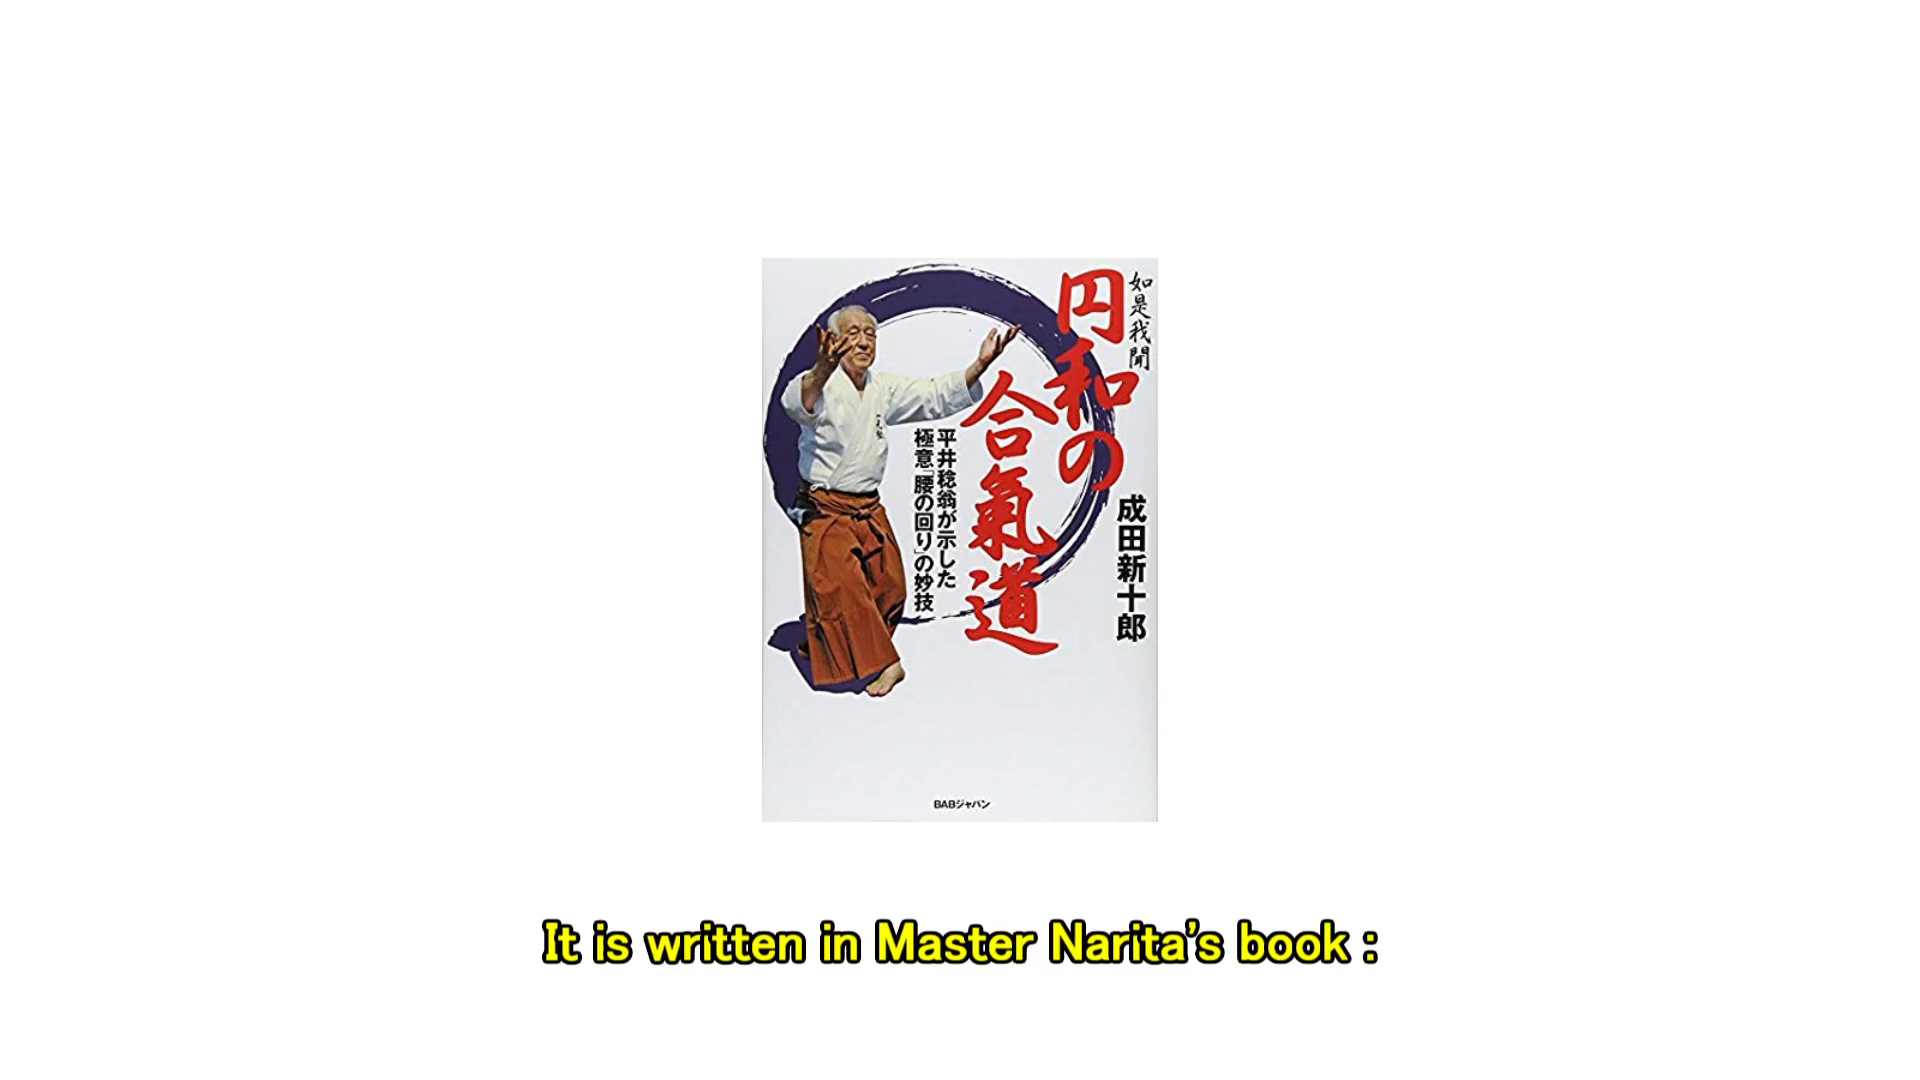 如是我聞
円和の
合氣道
成田新十郎
平井稔翁が示した
極意「腰の回り」の妙技
BABジャパン
It is written in Master Narita's book :